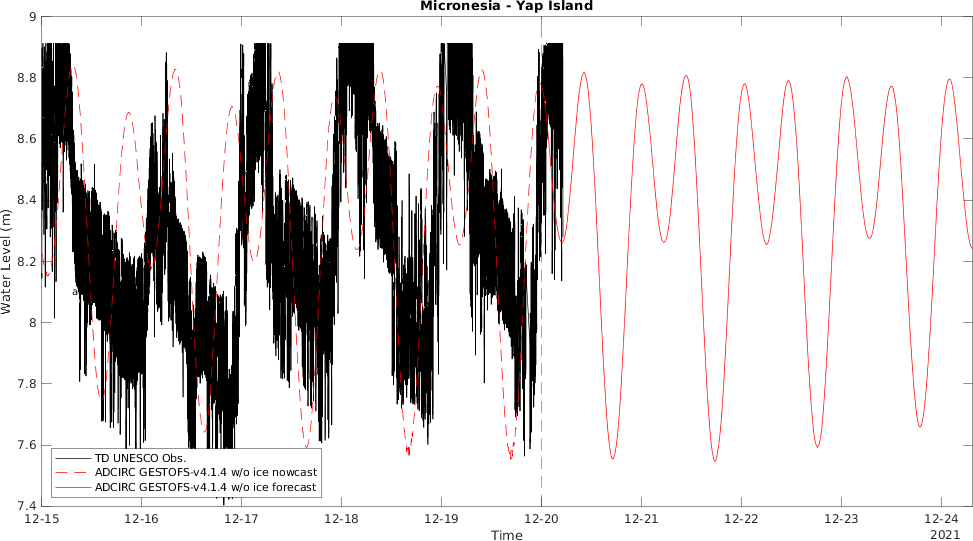 Micronesia - Yap Island
Water Level (m)
9
8.8
8.6
8.4
8.2
8
7.8
7.6
7.4
TD UNESCO Obs.
ADCIRC GESTOFS-v4.1.4 w/o ice nowcast
ADCIRC GESTOFS-v4.1.4 w/o ice forecast
12-15 12-16 12-17 12-18 12-19 12-20 12-21 12-22 12-23 12-24
2021
Time